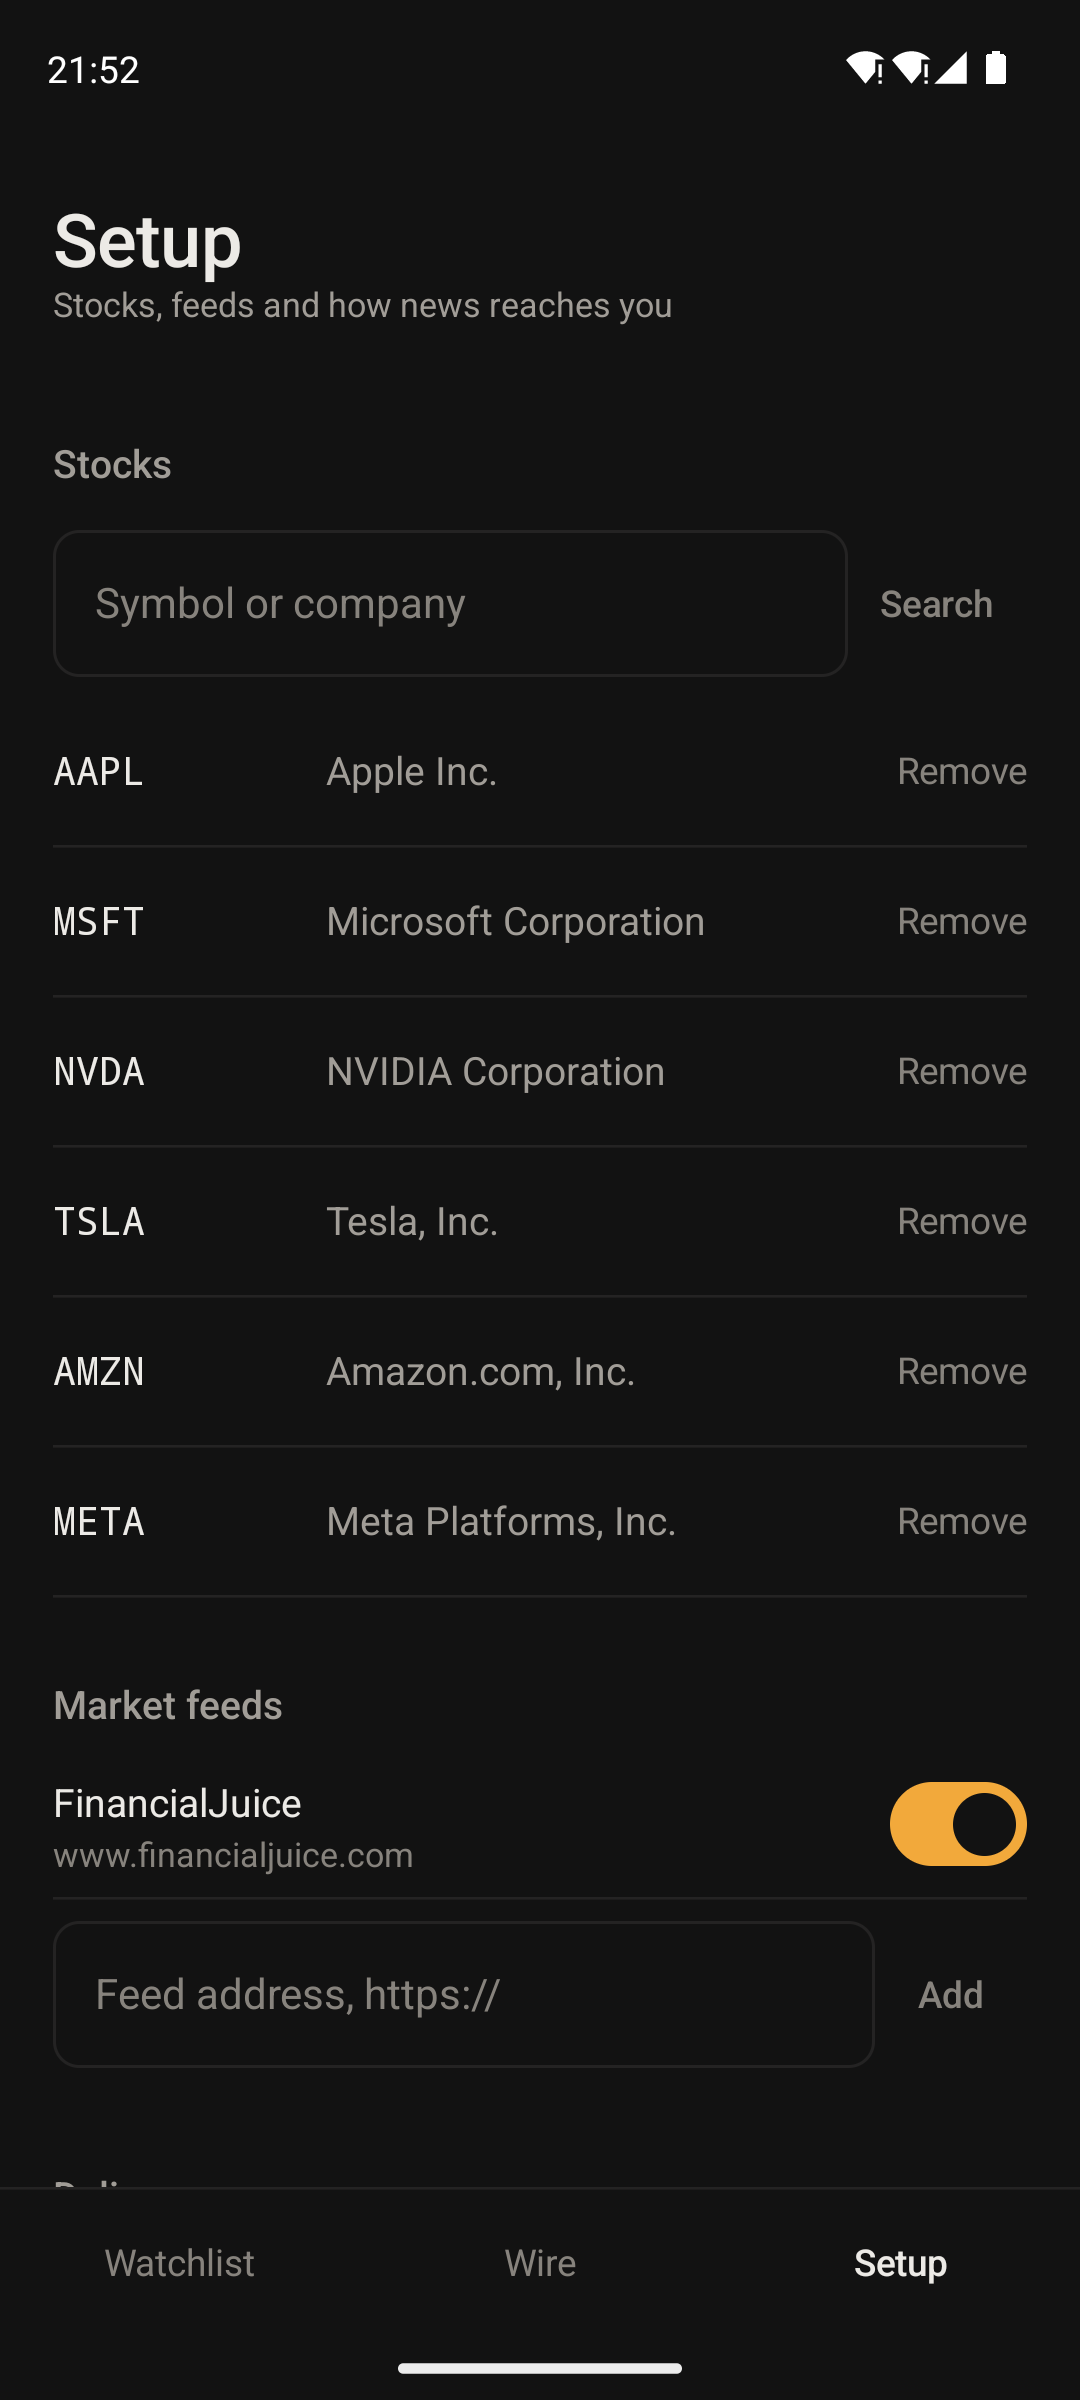 21:52
Setup
Stocks, feeds and how news reaches you
Stocks
Symbol or company
Search
AAPL Apple Inc. Remove
MSFT Microsoft Corporation Remove
NVDA NVIDIA Corporation Remove
TSLA Tesla, Inc. Remove
AMZN Amazon.com, Inc. Remove
META Meta Platforms, Inc. Remove
Market feeds
FinancialJuice
www.financialjuice.com
Feed address, https://
Add
Watchlist Wire Setup